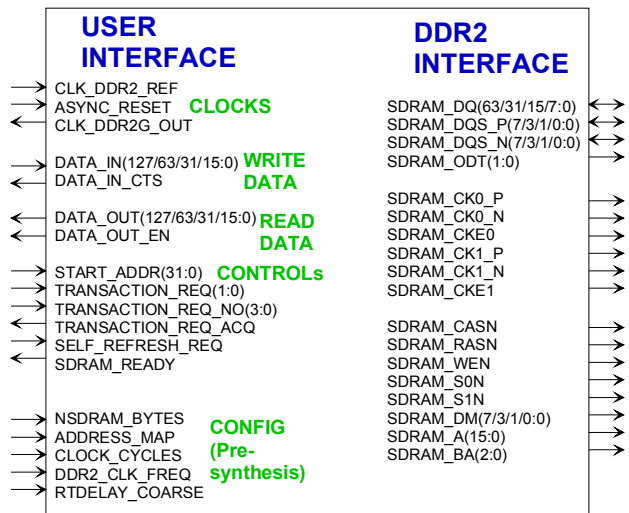 USER
INTERFACE
CLK_DDR2_REF
ASYNC_RESET CLOCKS
CLK_DDR2G_OUT
DATA_IN(127/63/31/15:0) WRITE
DATA_IN_CTS DATA
DATA_OUT(127/63/31/15:0) READ
DATA_OUT_EN DATA
START_ADDR(31:0) CONTROLs
TRANSACTION_REQ(1:0)
TRANSACTION_REQ_NO(3:0)
TRANSACTION_REQ_ACQ
SELF_REFRESH_REQ
SDRAM_READY
NSDRAM_BYTES
ADDRESS_MAP
CLOCK_CYCLES
DDR2_CLK_FREQ
RTDELAY_COARSE
CONFIG
(Pre-
synthesis)
DDR2
INTERFACE
SDRAM_DQ(63/31/15/7:0)
SDRAM_DQS_P(7/3/1/0:0)
SDRAM_DQS_N(7/3/1/0:0)
SDRAM_ODT(1:0)
SDRAM_CK0_P
SDRAM_CK0_N
SDRAM_CKE0
SDRAM_CK1_P
SDRAM_CK1_N
SDRAM_CKE1
SDRAM_CASN
SDRAM_RASN
SDRAM_WEN
SDRAM_S0N
SDRAM_S1N
SDRAM_DM(7/3/1/0:0)
SDRAM_A(15:0)
SDRAM_BA(2:0)